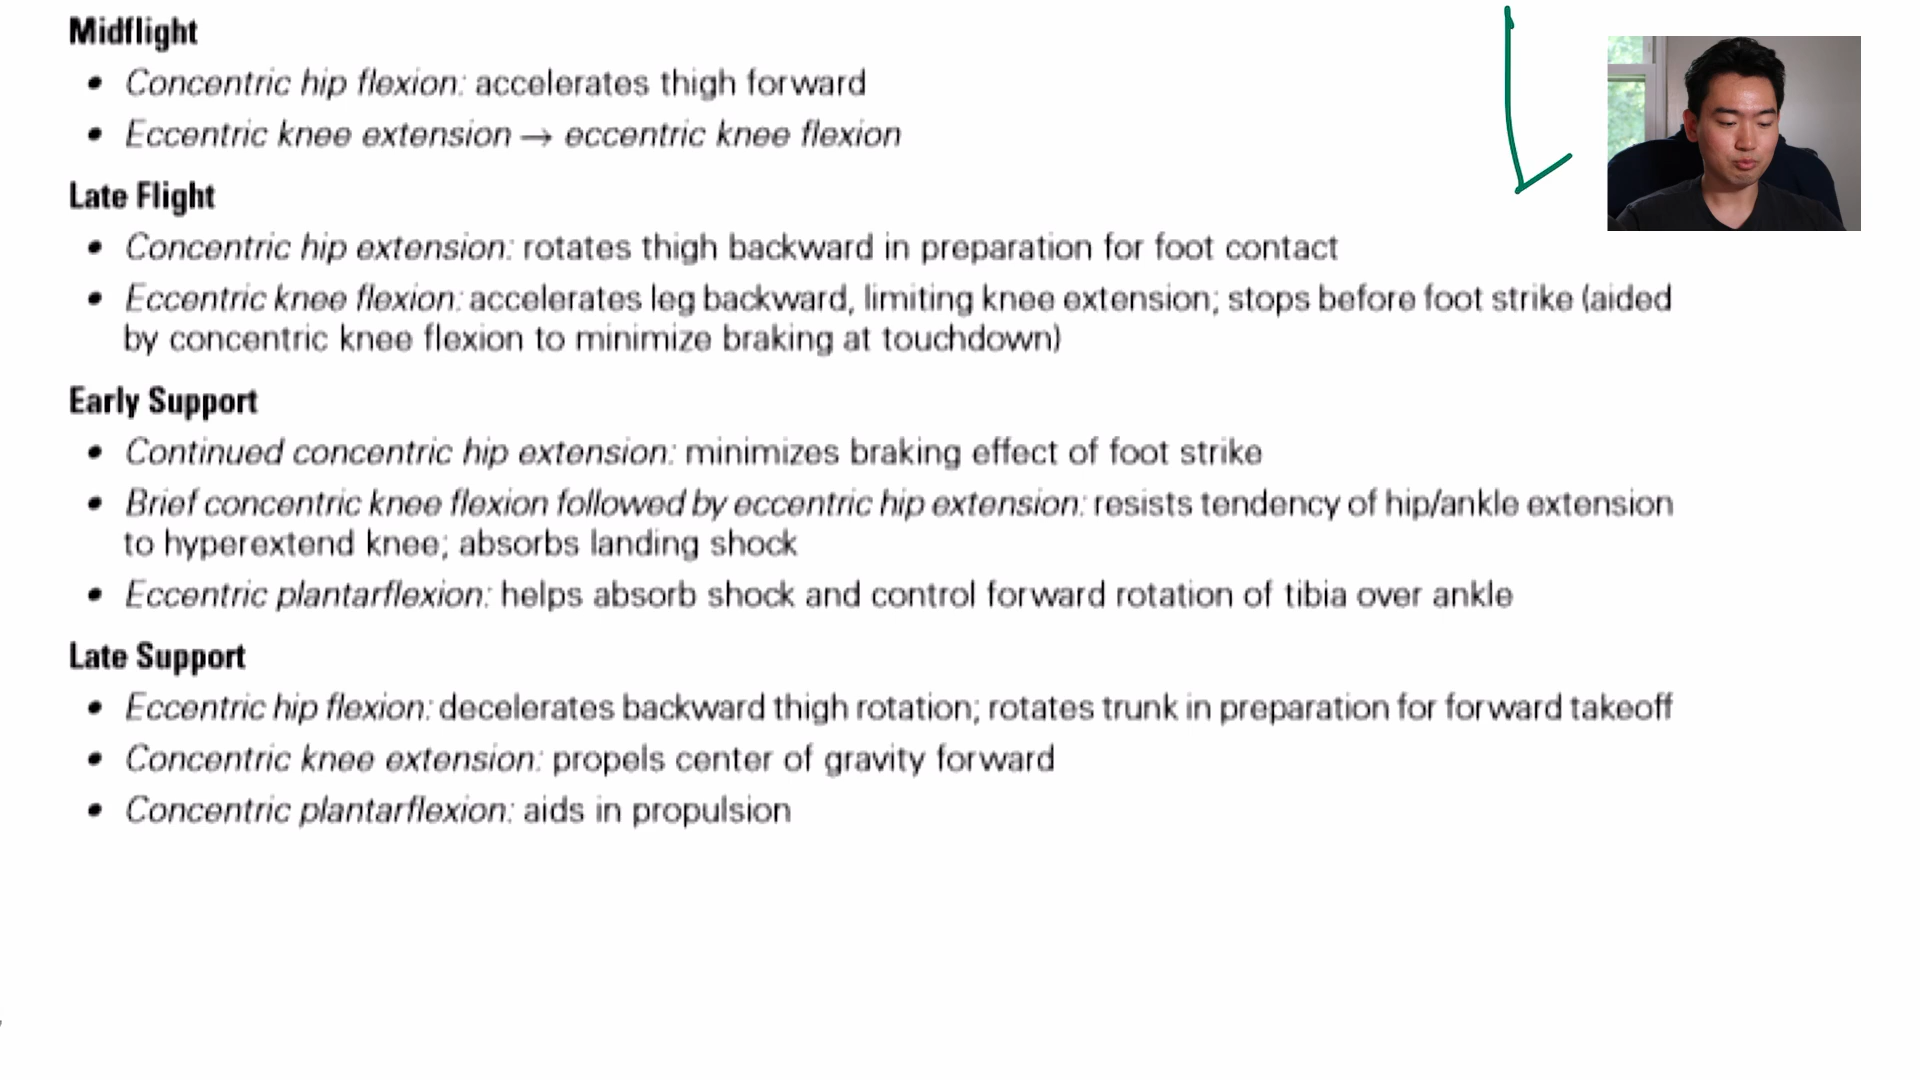 Midflight
• Concentric hip flexion: accelerates thigh forward
• Eccentric knee extension → eccentric knee flexion
Late Flight
• Concentric hip extension: rotates thigh backward in preparation for foot contact
• Eccentric knee flexion: accelerates leg backward, limiting knee extension; stops before foot strike (aided
by concentric knee flexion to minimize braking at touchdown)
Early Support
• Continued concentric hip extension: minimizes braking effect of foot strike
• Brief concentric knee flexion followed by eccentric hip extension: resists tendency of hip/ankle extension
to hyperextend knee; absorbs landing shock
• Eccentric plantarflexion: helps absorb shock and control forward rotation of tibia over ankle
Late Support
• Eccentric hip flexion: decelerates backward thigh rotation; rotates trunk in preparation for forward takeoff
• Concentric knee extension: propels center of gravity forward
• Concentric plantarflexion: aids in propulsion